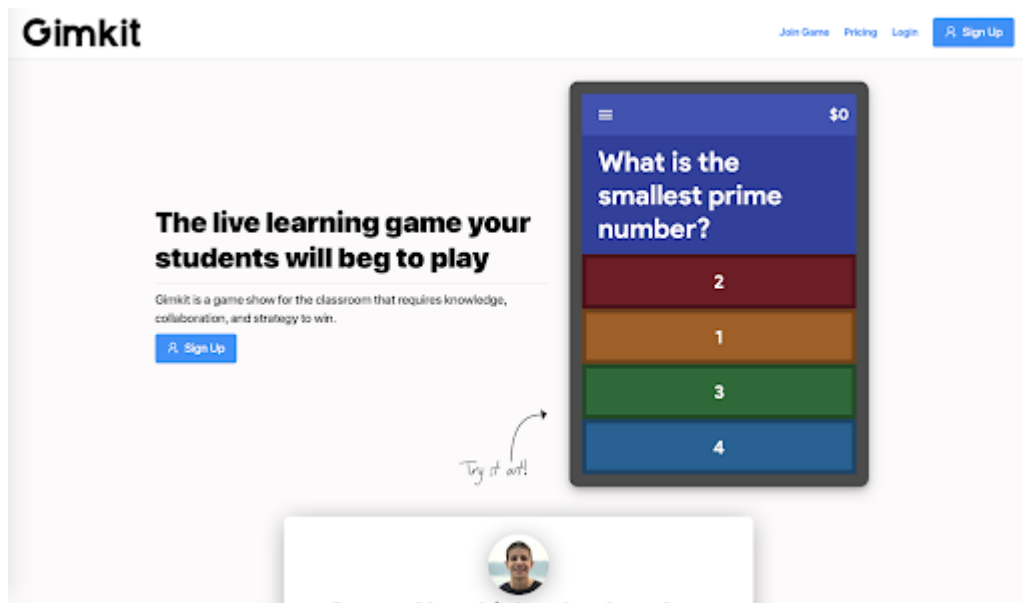 Gimkit
Join Game Pricing Login Sign Up
$0
What is the
smallest prime
number?
2
1
3
4
The live learning game your
students will beg to play
Gimkit is a game show for the classroom that requires knowledge,
collaboration, and strategy to win.
Sign Up
Try it out!